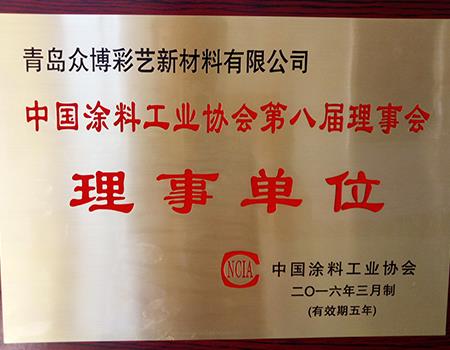 青岛众博彩艺新材料有限公司
中国涂料工业协会第八届理事会
理事单位
NCIA
中国涂料工业协会
二〇一六年三月制
(有效期五年)